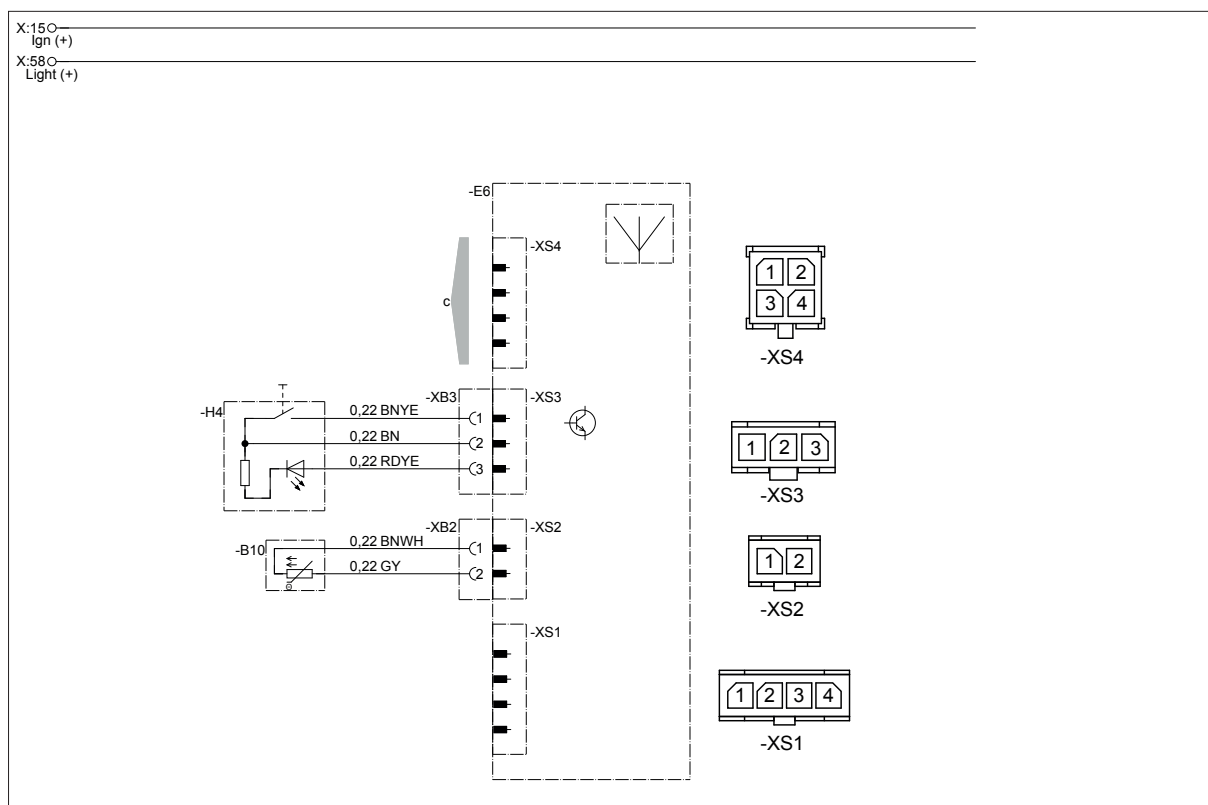 X:15
Ign (+)
X:58
Light (+)
-E6
-XS4
c
1 2
3 4
-XS4
-XB3 -XS3
-H4
0,22 BNYE 1
0,22 BN 2
0,22 RDYE 3
1 2 3
-XS3
-XB2 -XS2
-B10
0,22 BNWH 1
0,22 GY 2
1 2
-XS2
-XS1
1 2 3 4
-XS1